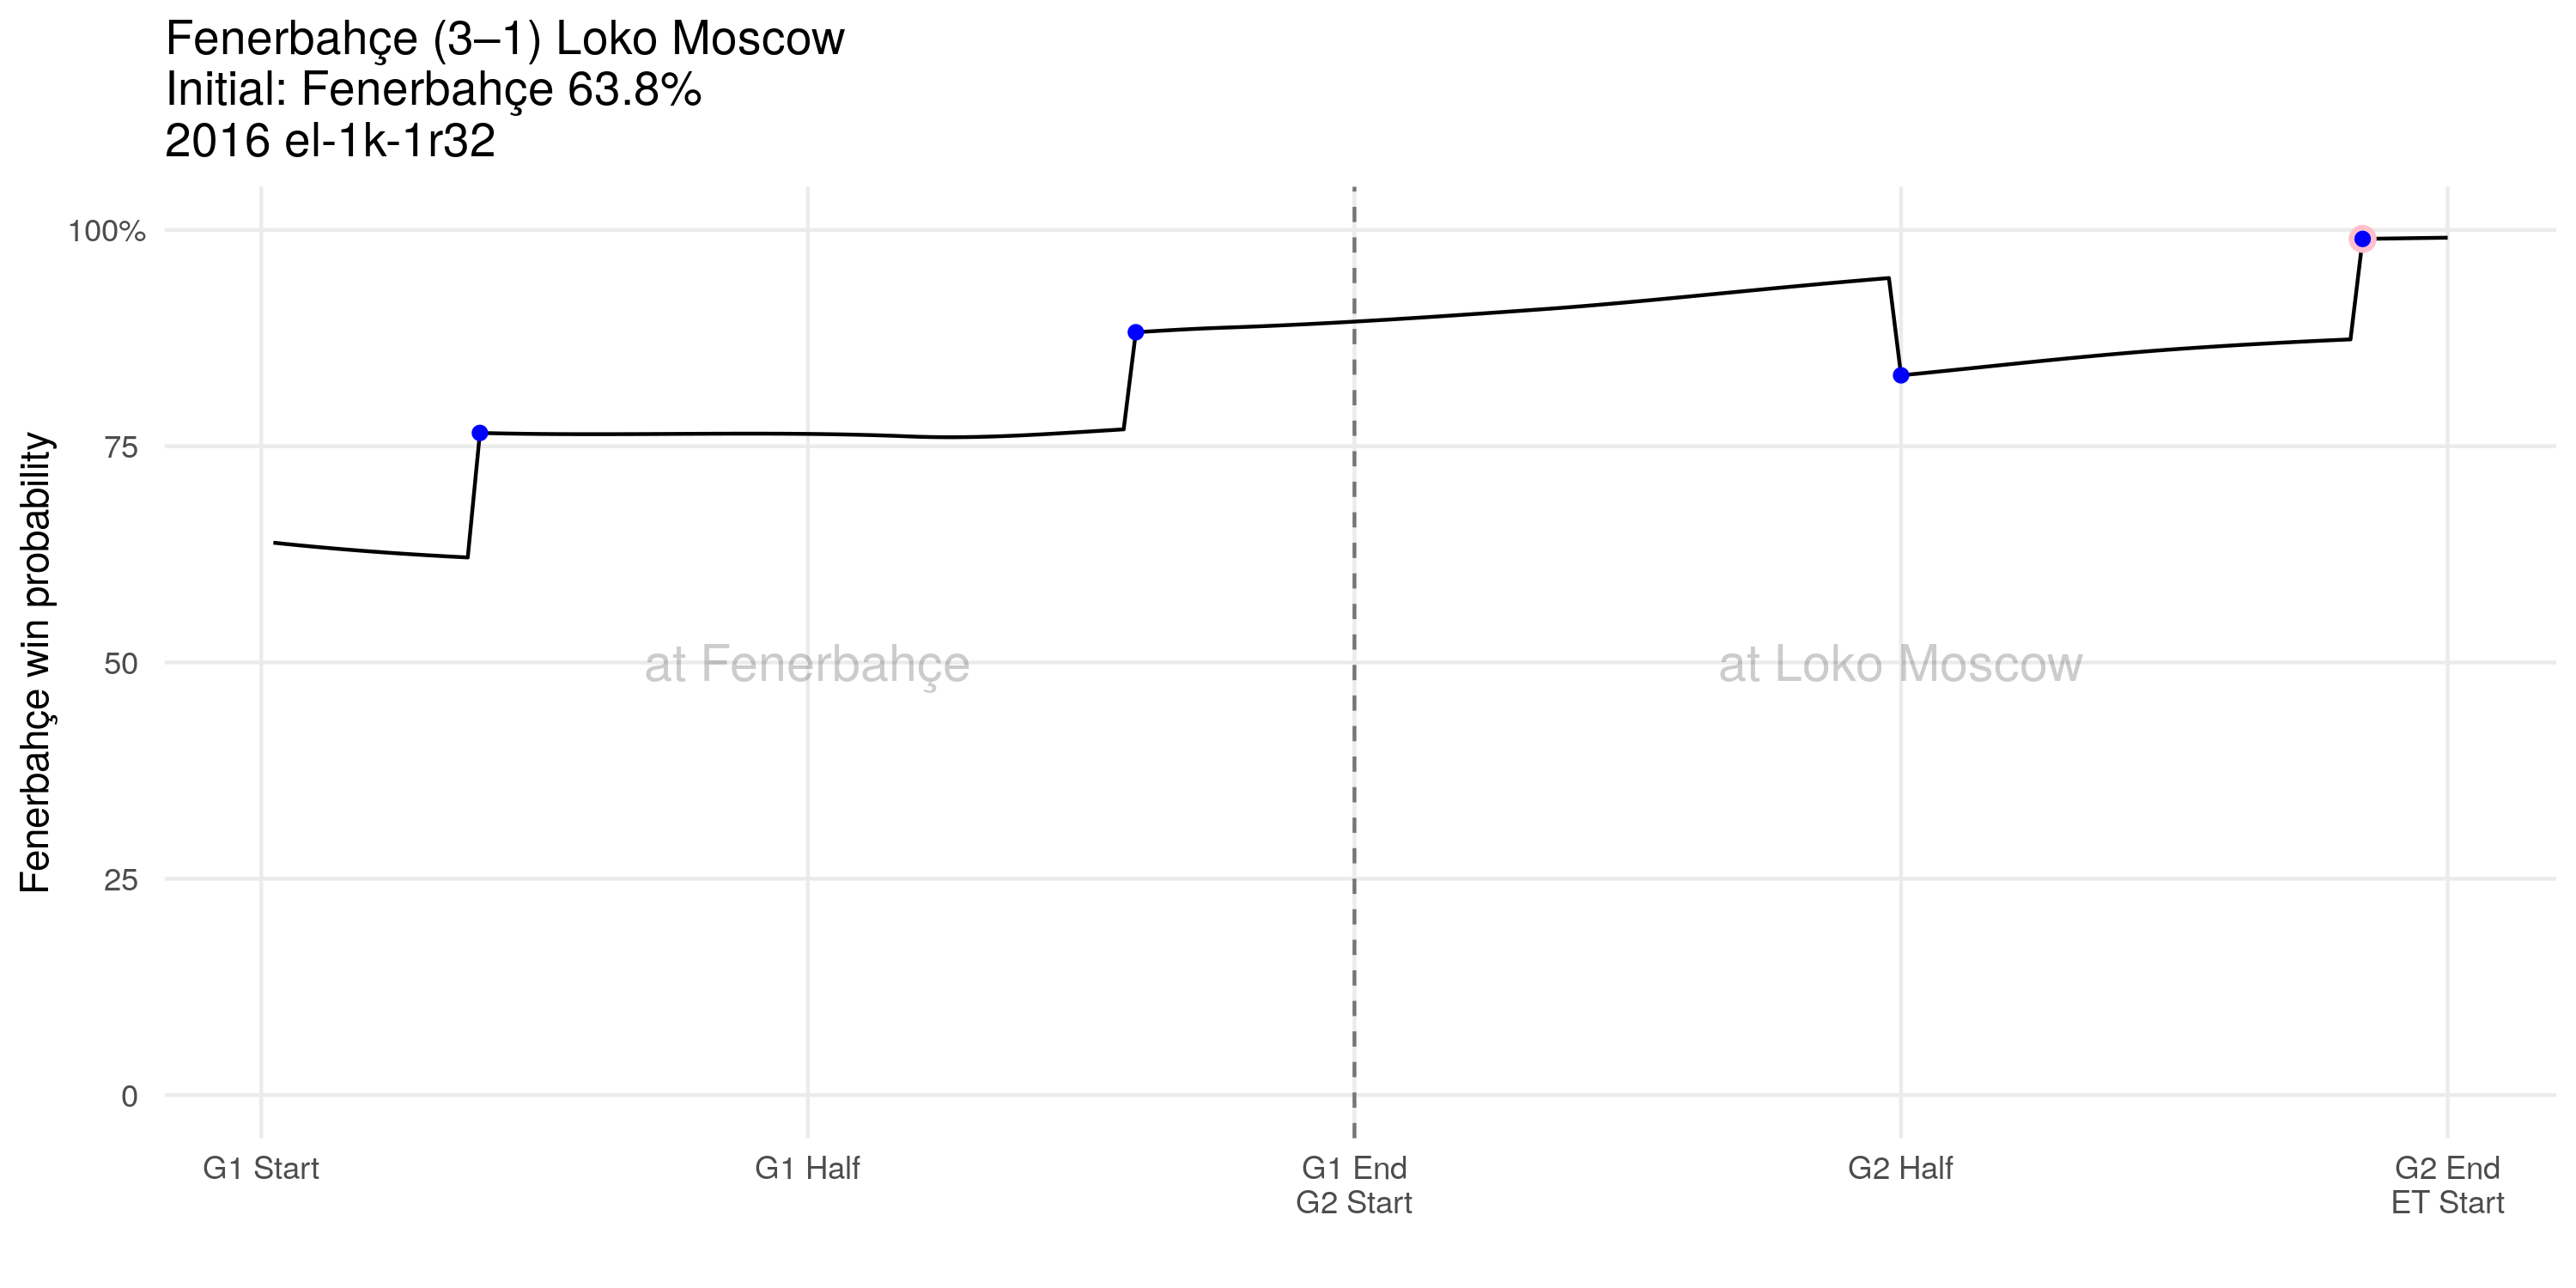 Fenerbahçe (3–1) Loko Moscow
Initial: Fenerbahçe 63.8%
2016 el-1k-1r32
Fenerbahçe win probability
100%
75
50
25
0
at Fenerbahçe
at Loko Moscow
G1 Start
G1 Half
G1 End
G2 Start
G2 Half
G2 End
ET Start